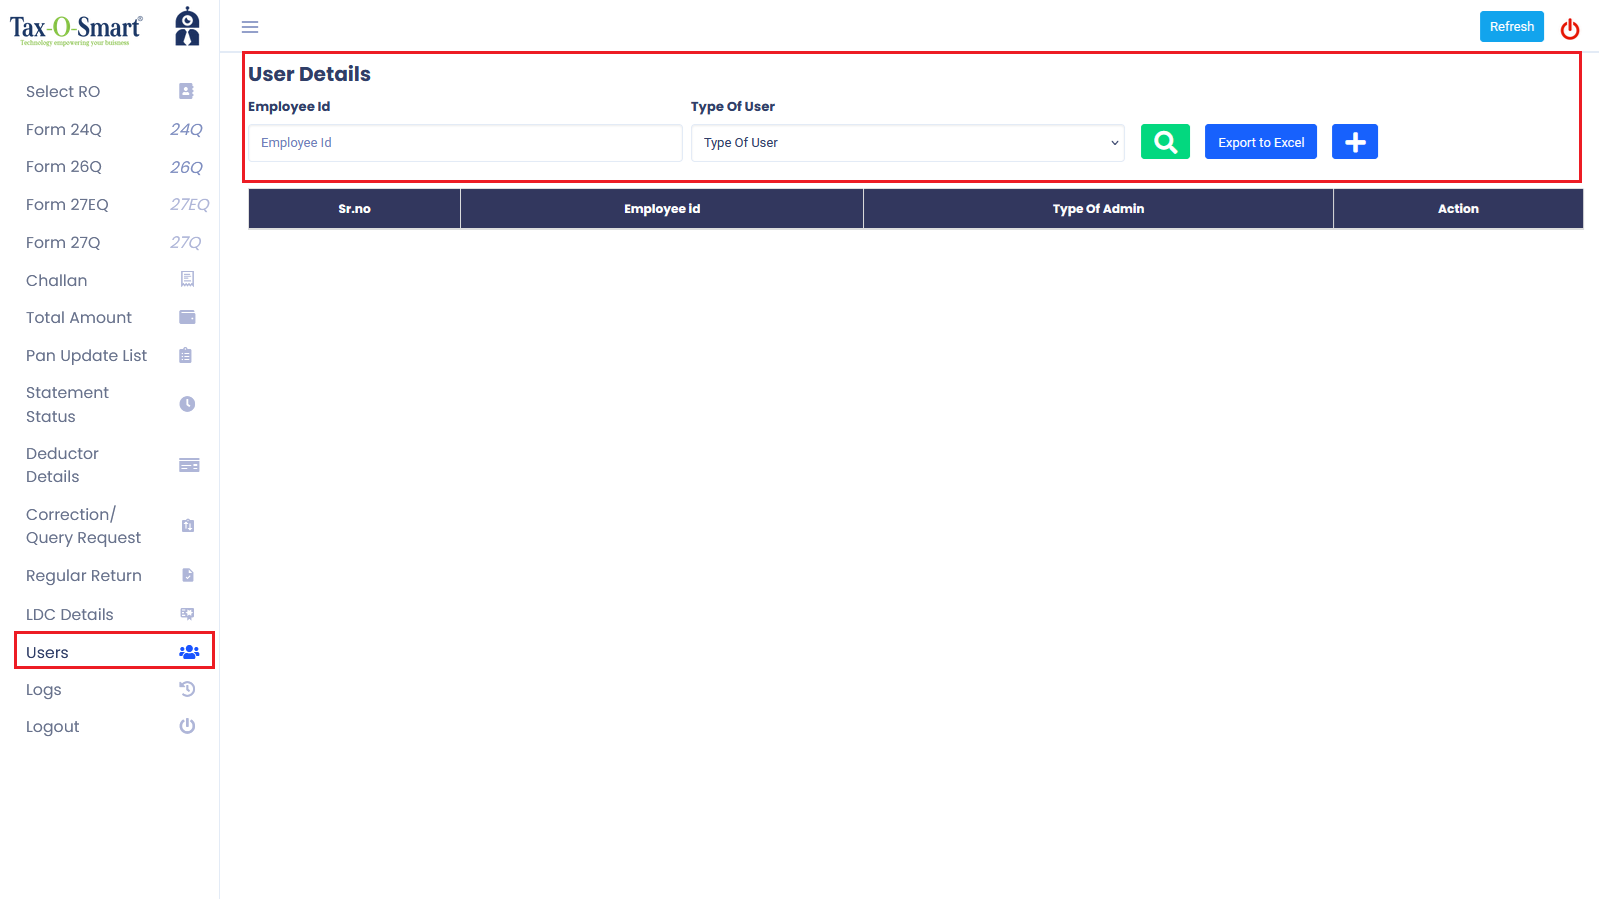 Tax-O-Smart®
Technology empowering your buisness
Refresh
Select RO
Form 24Q 24Q
Form 26Q 26Q
Form 27EQ 27EQ
Form 27Q 27Q
Challan
Total Amount
Pan Update List
Statement
Status
Deductor
Details
Correction/
Query Request
Regular Return
LDC Details
Users
Logs
Logout
User Details
Employee Id Type Of User
Employee Id Type Of User Export to Excel
Sr.no Employee id Type Of Admin Action